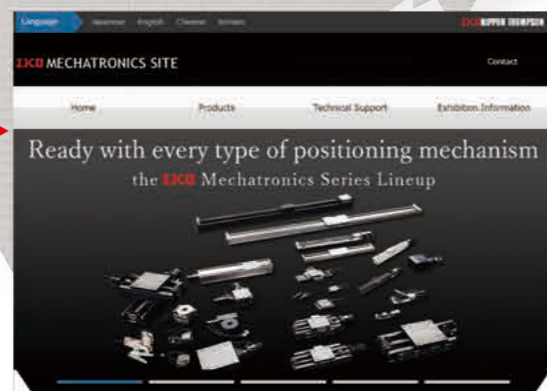 Language Japanese English Chinese Korean
IKO NIPPON THOMPSON
IKO MECHATRONICS SITE
Contact
Home Products Technical Support Exhibition Information
Ready with every type of positioning mechanism
the IKO Mechatronics Series Lineup